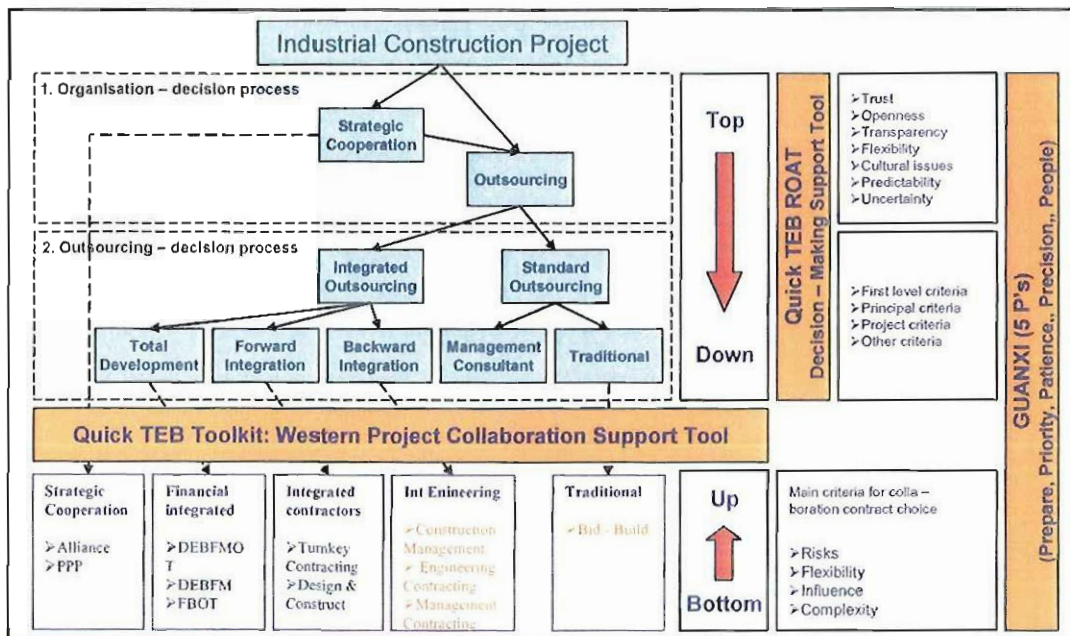 Industrial Construction Project
1. Organisation – decision process
Strategic
Cooperation
Outsourcing
2. Outsourcing – decision process
Integrated
Outsourcing
Standard
Outsourcing
Total
Development
Forward
Integration
Backward
Integration
Management
Consultant
Traditional
Top
Down
Quick TEB ROAT
Decision – Making Support Tool
➢Trust
➢Openness
➢Transparency
➢Flexibility
➢Cultural issues
➢Predictability
➢Uncertainty
➢First level criteria
➢Principal criteria
➢Project criteria
➢Other criteria
GUANXI (5 P's)
(Prepare, Priority, Patience,, Precision,, People)
Quick TEB Toolkit: Western Project Collaboration Support Tool
Strategic
Cooperation
➢Alliance
➢PPP
Financial
integrated
➢DEBFMO
T
➢DEBFM
➢FBOT
Integrated
contractors
➢Turnkey
Contracting
➢Design &
Construct
Int Enineering
➢Construction
Management
➢ Engineering
Contracting
➢Management
Contracting
Traditional
➢Bid - Build
Up
Bottom
Main criteria for colla –
boration contract choice
➢Risks
➢Flexibility
➢Influence
➢Complexity